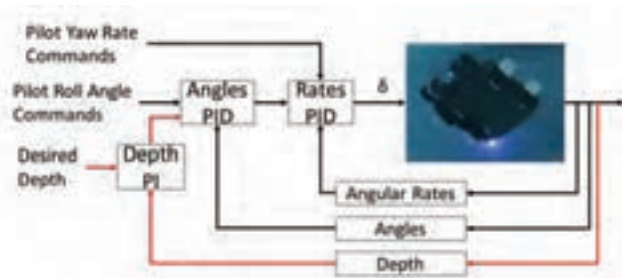 Pilot Yaw Rate
Commands
Pilot Roll Angle
Commands
Angles
PID
Rates
PID
δ
Desired
Depth
Depth
PI
Angular Rates
Angles
Depth